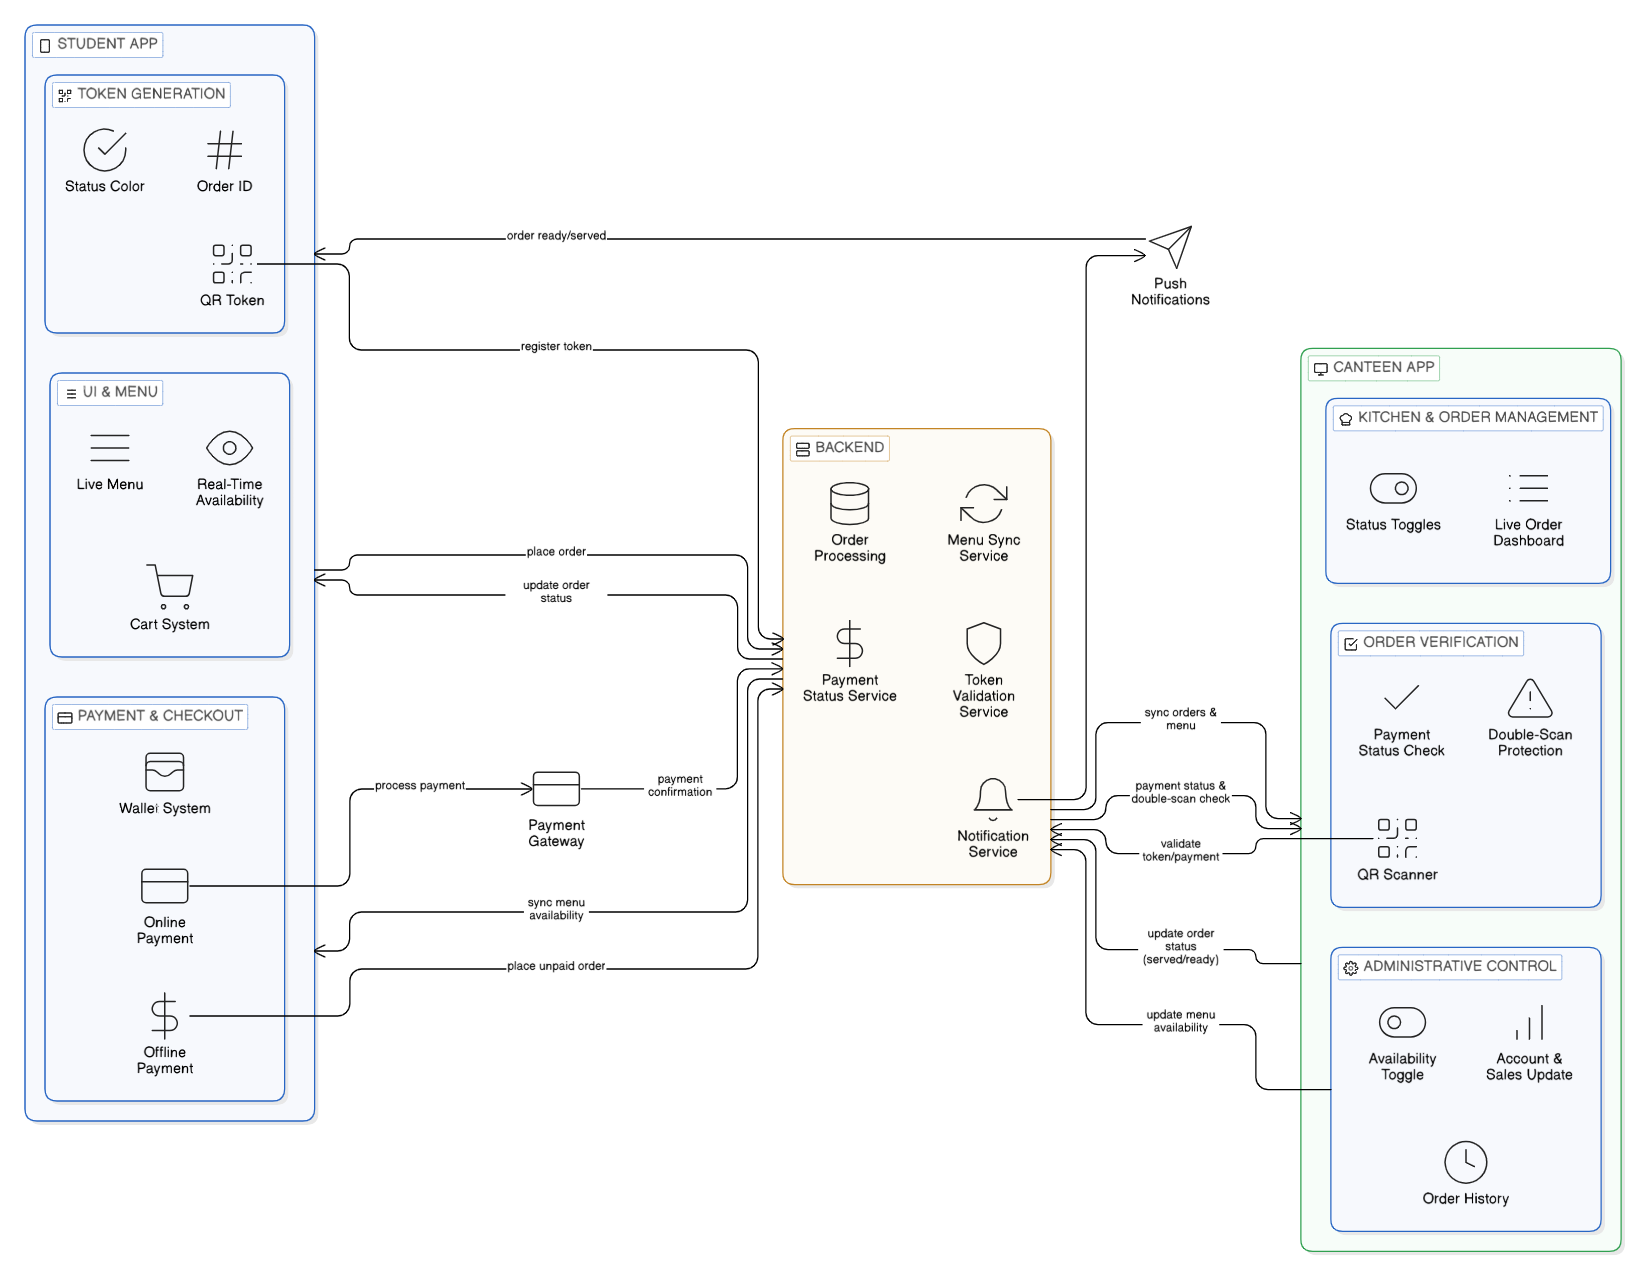 STUDENT APP
TOKEN GENERATION
Status Color
Order ID
QR Token
UI & MENU
Live Menu
Real-Time
Availability
Cart System
PAYMENT & CHECKOUT
Wallet System
Online
Payment
Offline
Payment
order ready/served
register token
place order
update order
status
process payment
Payment
Gateway
payment
confirmation
sync menu
availability
place unpaid order
BACKEND
Order
Processing
Menu Sync
Service
Payment
Status Service
Token
Validation
Service
Notification
Service
Push
Notifications
sync orders &
menu
payment status &
double-scan check
validate
token/payment
update order
status
(served/ready)
update menu
availability
CANTEEN APP
KITCHEN & ORDER MANAGEMENT
Status Toggles
Live Order
Dashboard
ORDER VERIFICATION
Payment
Status Check
Double-Scan
Protection
QR Scanner
ADMINISTRATIVE CONTROL
Availability
Toggle
Account &
Sales Update
Order History